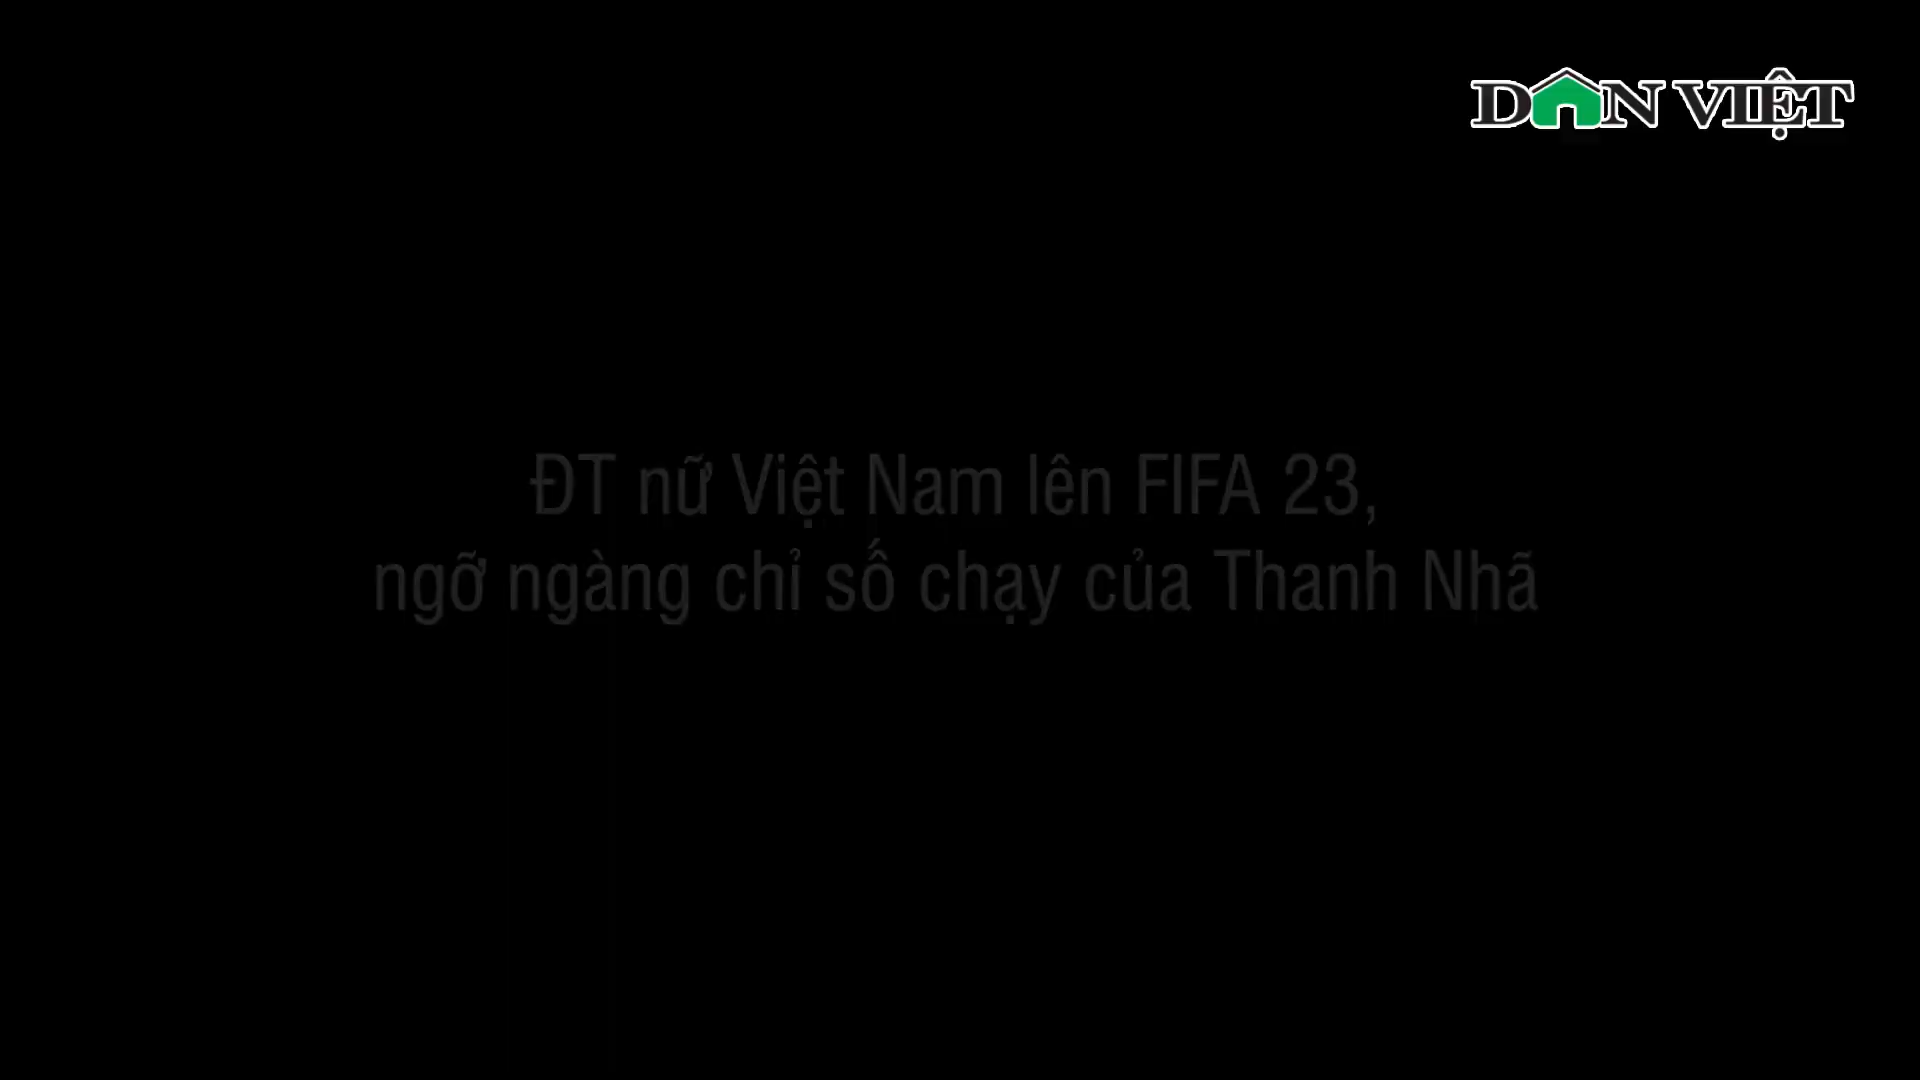 DÂN VIỆT
ĐT nữ Việt Nam lên FIFA 23,
ngỡ ngàng chỉ số chạy của Thanh Nhã